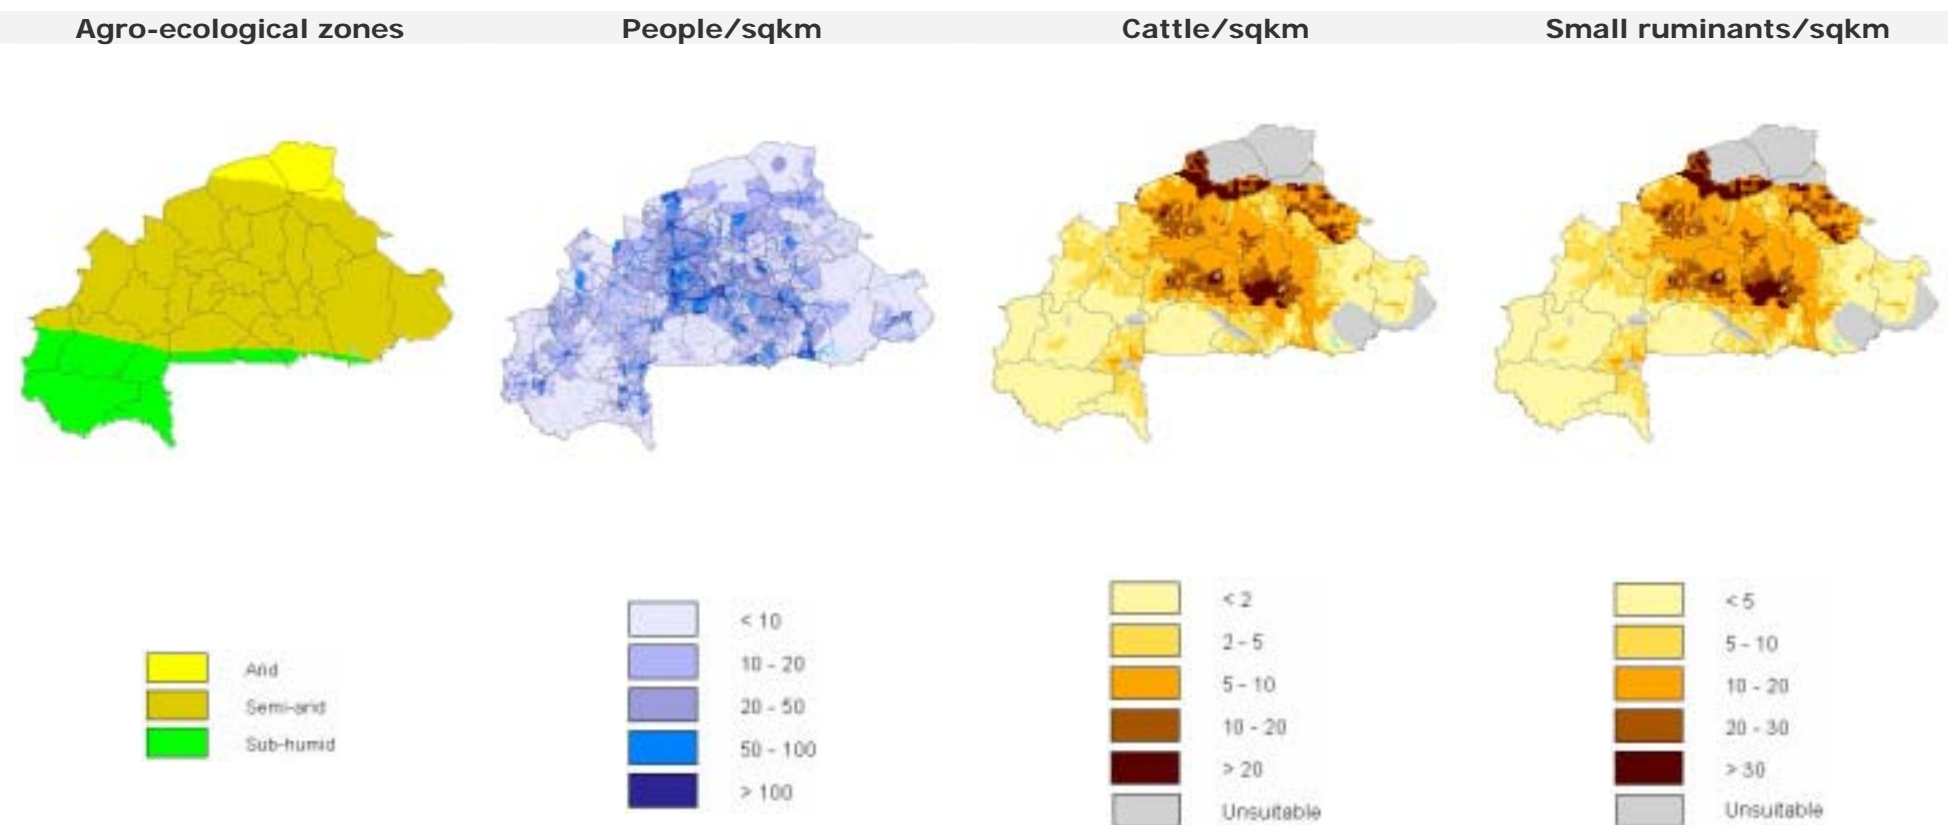 Agro-ecological zones People/sqkm Cattle/sqkm Small ruminants/sqkm
Arid
Semi-arid
Sub-humid
< 10
10 - 20
20 - 50
50 - 100
> 100
< 2
2 - 5
5 - 10
10 - 20
> 20
Unsuitable
< 5
5 - 10
10 - 20
20 - 30
> 30
Unsuitable